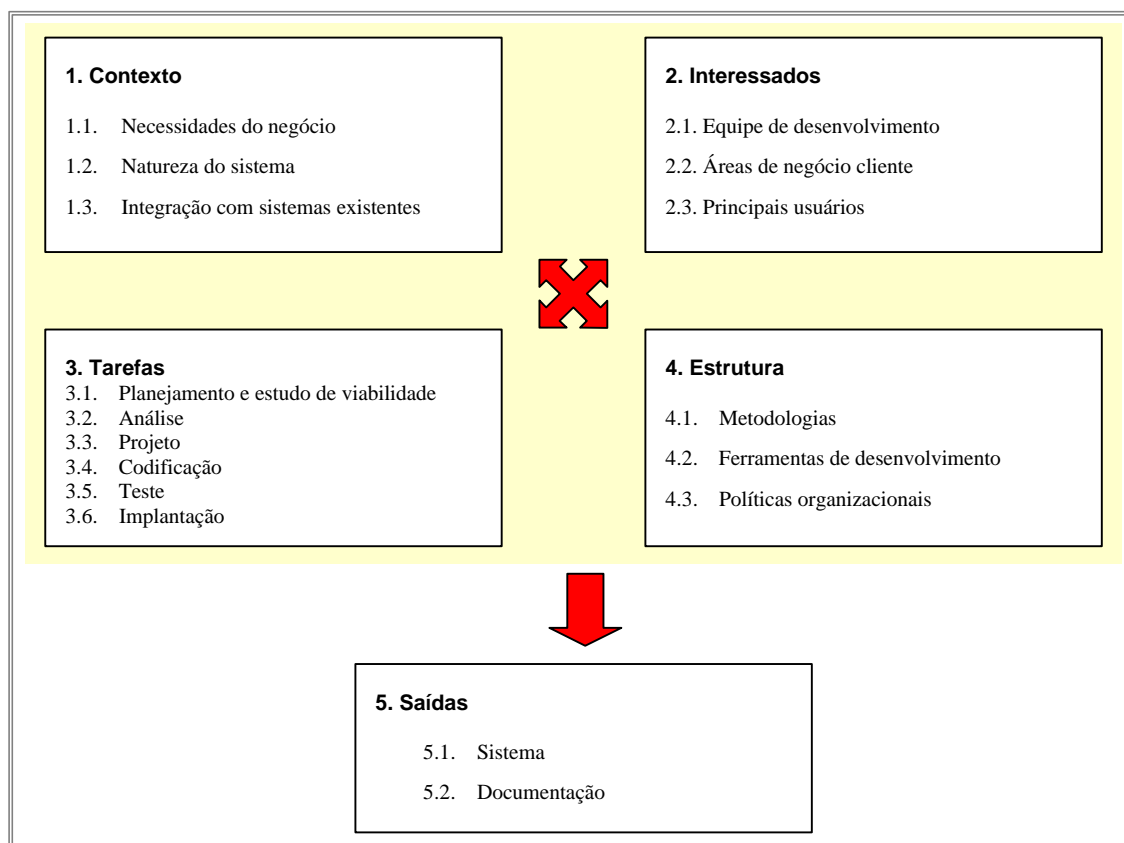 1. Contexto
1.1. Necessidades do negócio
1.2. Natureza do sistema
1.3. Integração com sistemas existentes
2. Interessados
2.1. Equipe de desenvolvimento
2.2. Áreas de negócio cliente
2.3. Principais usuários
3. Tarefas
3.1. Planejamento e estudo de viabilidade
3.2. Análise
3.3. Projeto
3.4. Codificação
3.5. Teste
3.6. Implantação
4. Estrutura
4.1. Metodologias
4.2. Ferramentas de desenvolvimento
4.3. Políticas organizacionais
5. Saídas
5.1. Sistema
5.2. Documentação